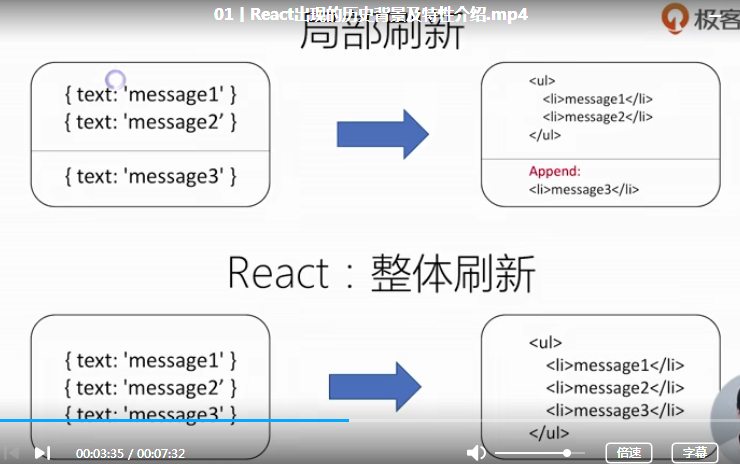 01 | React出现的历史背景及特性介绍.mp4
局部刷新
极客
{ text: 'message1' }
{ text: 'message2’ }
{ text: 'message3' }
<ul>
<li>message1</li>
<li>message2</li>
</ul>
Append:
<li>message3</li>
React：整体刷新
{ text: 'message1' }
{ text: 'message2’ }
{ text: 'message3' }
<ul>
<li>message1</li>
<li>message2</li>
<li>message3</li>
</ul>
00:03:35 / 00:07:32
倍速
字幕